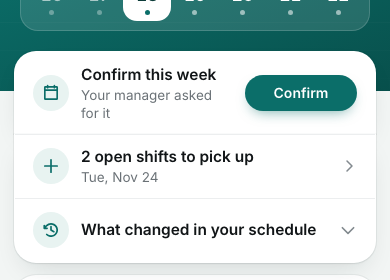 Confirm this week
Your manager asked
for it
Confirm
2 open shifts to pick up
Tue, Nov 24
What changed in your schedule